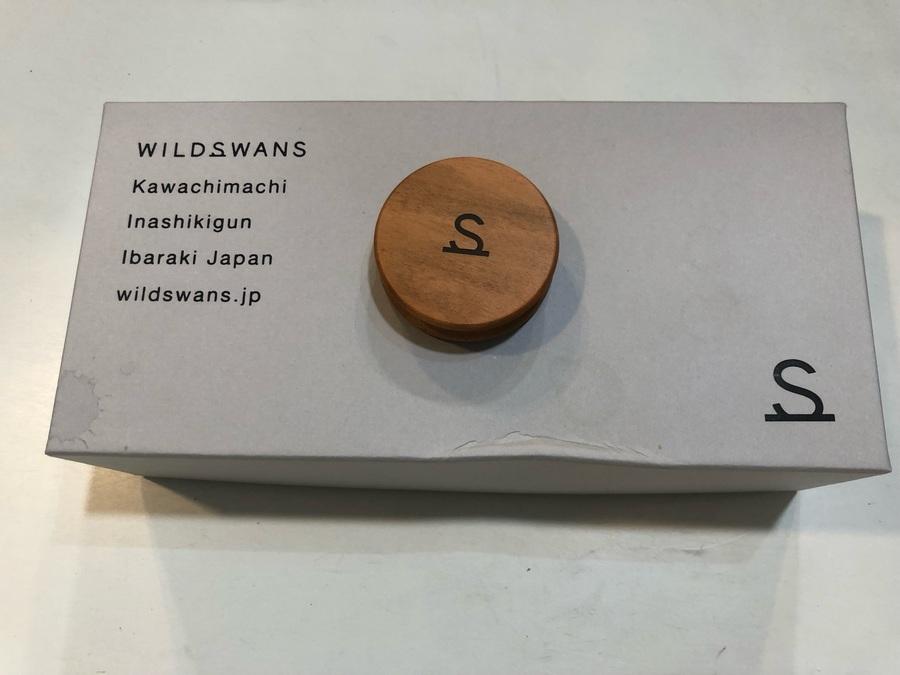 WILDSWANS
Kawachimachi
Inashikigun
Ibaraki Japan
wildswans.jp
S
S